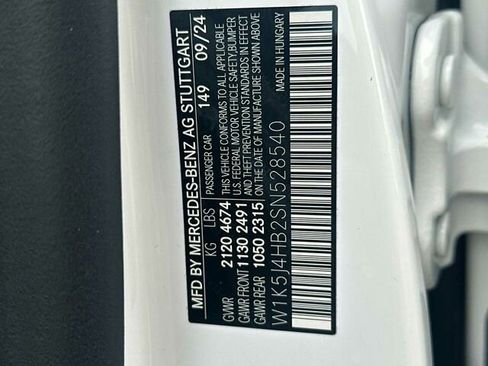 MFD BY MERCEDES-BENZ AG STUTTGART
PASSENGER CAR 149 09/24
KG LBS
GVWR 2120 4674
GAWR FRONT 1130 2491
GAWR REAR 1050 2315
THIS VEHICLE CONFORMS TO ALL APPLICABLE
U.S. FEDERAL MOTOR VEHICLE SAFETY,BUMPER
AND THEFT PREVENTION STANDARDS IN EFFECT
ON THE DATE OF MANUFACTURING SHOWN ABOVE
W1K5J4HB2SN528540 MADE IN HUNGARY